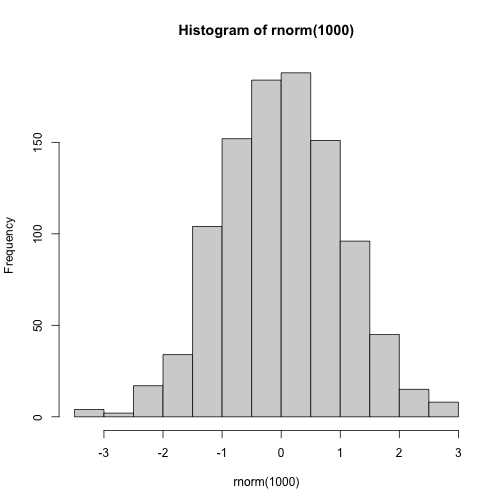 Histogram of rnorm(1000)
Frequency
150
100
50
0
-3 -2 -1 0 1 2 3
rnorm(1000)